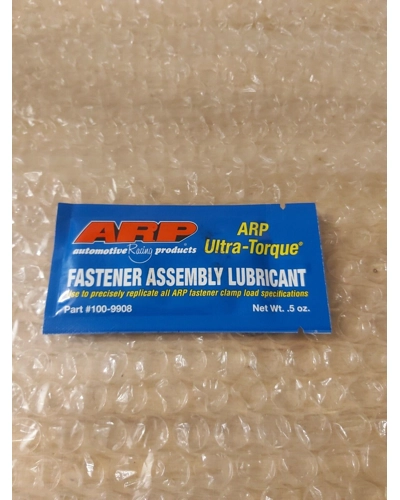 ARP
automotive Racing products
ARP
Ultra-Torque®
FASTENER ASSEMBLY LUBRICANT
Use to precisely replicate all ARP fastener clamp load specifications
Part #100-9908
Net Wt. .5 oz.